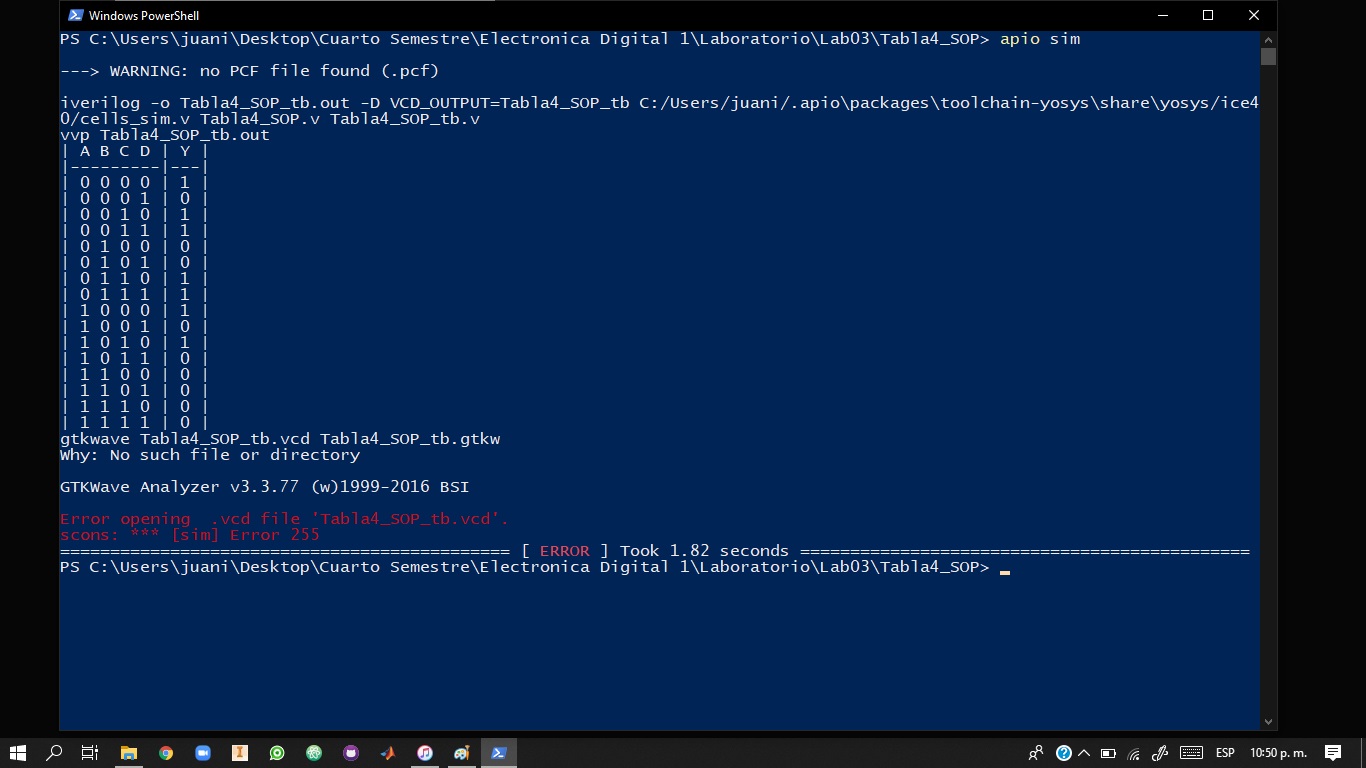 Windows PowerShell
PS C:\Users\juani\Desktop\Cuarto Semestre\Electronica Digital 1\Laboratorio\Lab03\Tabla4_SOP> apio sim
---> WARNING: no PCF file found (.pcf)
iverilog -o Tabla4_SOP_tb.out -D VCD_OUTPUT=Tabla4_SOP_tb C:/Users/juani/.apio\packages\toolchain-yosys\share\yosys/ice4
0/cells_sim.v Tabla4_SOP.v Tabla4_SOP_tb.v
vvp Tabla4_SOP_tb.out
| A B C D | Y |
|---------|---|
| 0 0 0 0 | 1 |
| 0 0 0 1 | 0 |
| 0 0 1 0 | 1 |
| 0 0 1 1 | 1 |
| 0 1 0 0 | 0 |
| 0 1 0 1 | 0 |
| 0 1 1 0 | 1 |
| 0 1 1 1 | 1 |
| 1 0 0 0 | 1 |
| 1 0 0 1 | 0 |
| 1 0 1 0 | 1 |
| 1 0 1 1 | 0 |
| 1 1 0 0 | 0 |
| 1 1 0 1 | 0 |
| 1 1 1 0 | 0 |
| 1 1 1 1 | 0 |
gtkwave Tabla4_SOP_tb.vcd Tabla4_SOP_tb.gtkw
Why: No such file or directory
GTKWave Analyzer v3.3.77 (w)1999-2016 BSI
Error opening  .vcd file 'Tabla4_SOP_tb.vcd'.
scons: *** [sim] Error 255
============================================= [ ERROR ] Took 1.82 seconds =============================================
PS C:\Users\juani\Desktop\Cuarto Semestre\Electronica Digital 1\Laboratorio\Lab03\Tabla4_SOP>
ESP 10:50 p. m.